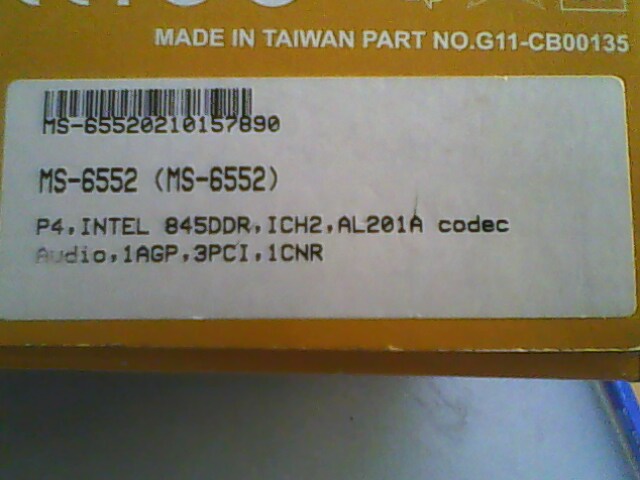 MADE IN TAIWAN PART NO.G11-CB00135
MS-65520210157890
MS-6552 (MS-6552)
P4,INTEL 845DDR,ICH2,AL201A codec
Audio,1AGP,3PCI,1CNR